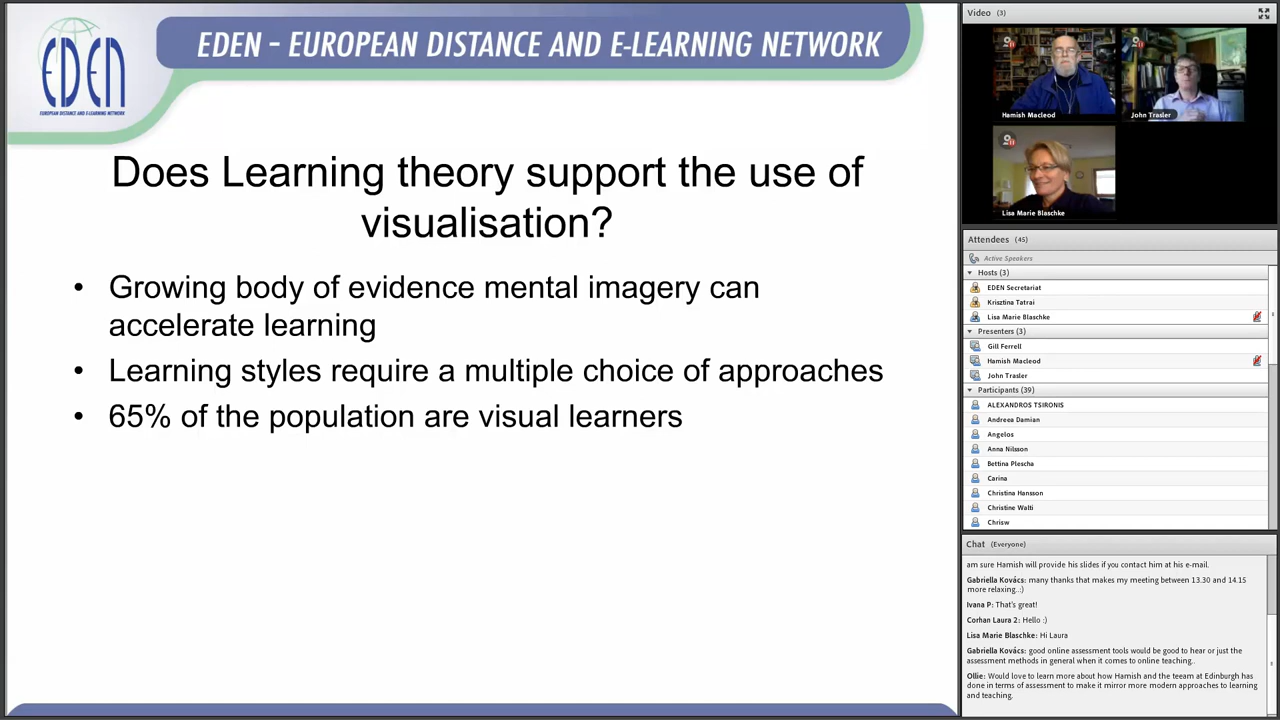 EDEN
EUROPEAN DISTANCE AND E-LEARNING NETWORK
EDEN – EUROPEAN DISTANCE AND E-LEARNING NETWORK
Does Learning theory support the use of
visualisation?
• Growing body of evidence mental imagery can
accelerate learning
• Learning styles require a multiple choice of approaches
• 65% of the population are visual learners
Video (3)
Hamish Macleod
John Trasler
Lisa Marie Blaschke
Attendees (45)
Active Speakers
Hosts (3)
EDEN Secretariat
Krisztina Tatrai
Lisa Marie Blaschke
Presenters (3)
Gill Ferrell
Hamish Macleod
John Trasler
Participants (39)
ALEXANDROS TSIRONIS
Andreea Damian
Angelos
Anna Nilsson
Bettina Plescha
Carina
Christina Hansson
Christine Walti
Chrisw
Chat (Everyone)
am sure Hamish will provide his slides if you contact him at his e-mail.
Gabriella Kovács: many thanks that makes my meeting between 13.30 and 14.15
more relaxing..:)
Ivana P: That's great!
Corhan Laura 2: Hello :)
Lisa Marie Blaschke: Hi Laura
Gabriella Kovács: good online assessment tools would be good to hear or just the
assessment methods in general when it comes to online teaching..
Ollie: Would love to learn more about how Hamish and the teeam at Edinburgh has
done in terms of assessment to make it mirror more modern approaches to learning
and teaching.